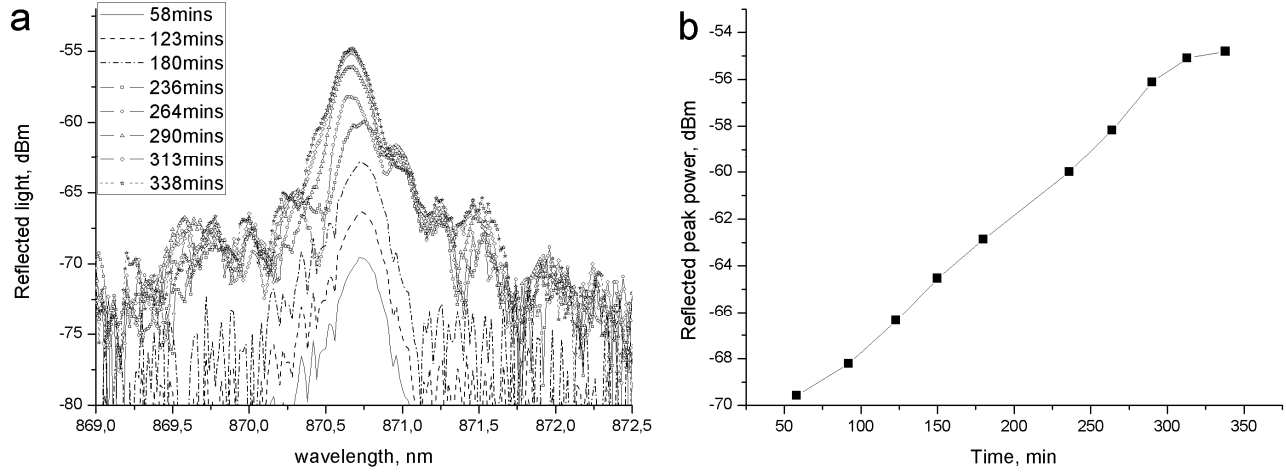 a
58mins
123mins
180mins
236mins
264mins
290mins
313mins
338mins
Reflected light, dBm
-55
-60
-65
-70
-75
-80
869,0 869,5 870,0 870,5 871,0 871,5 872,0 872,5
wavelength, nm
b
Reflected peak power, dBm
-54
-56
-58
-60
-62
-64
-66
-68
-70
50 100 150 200 250 300 350
Time, min